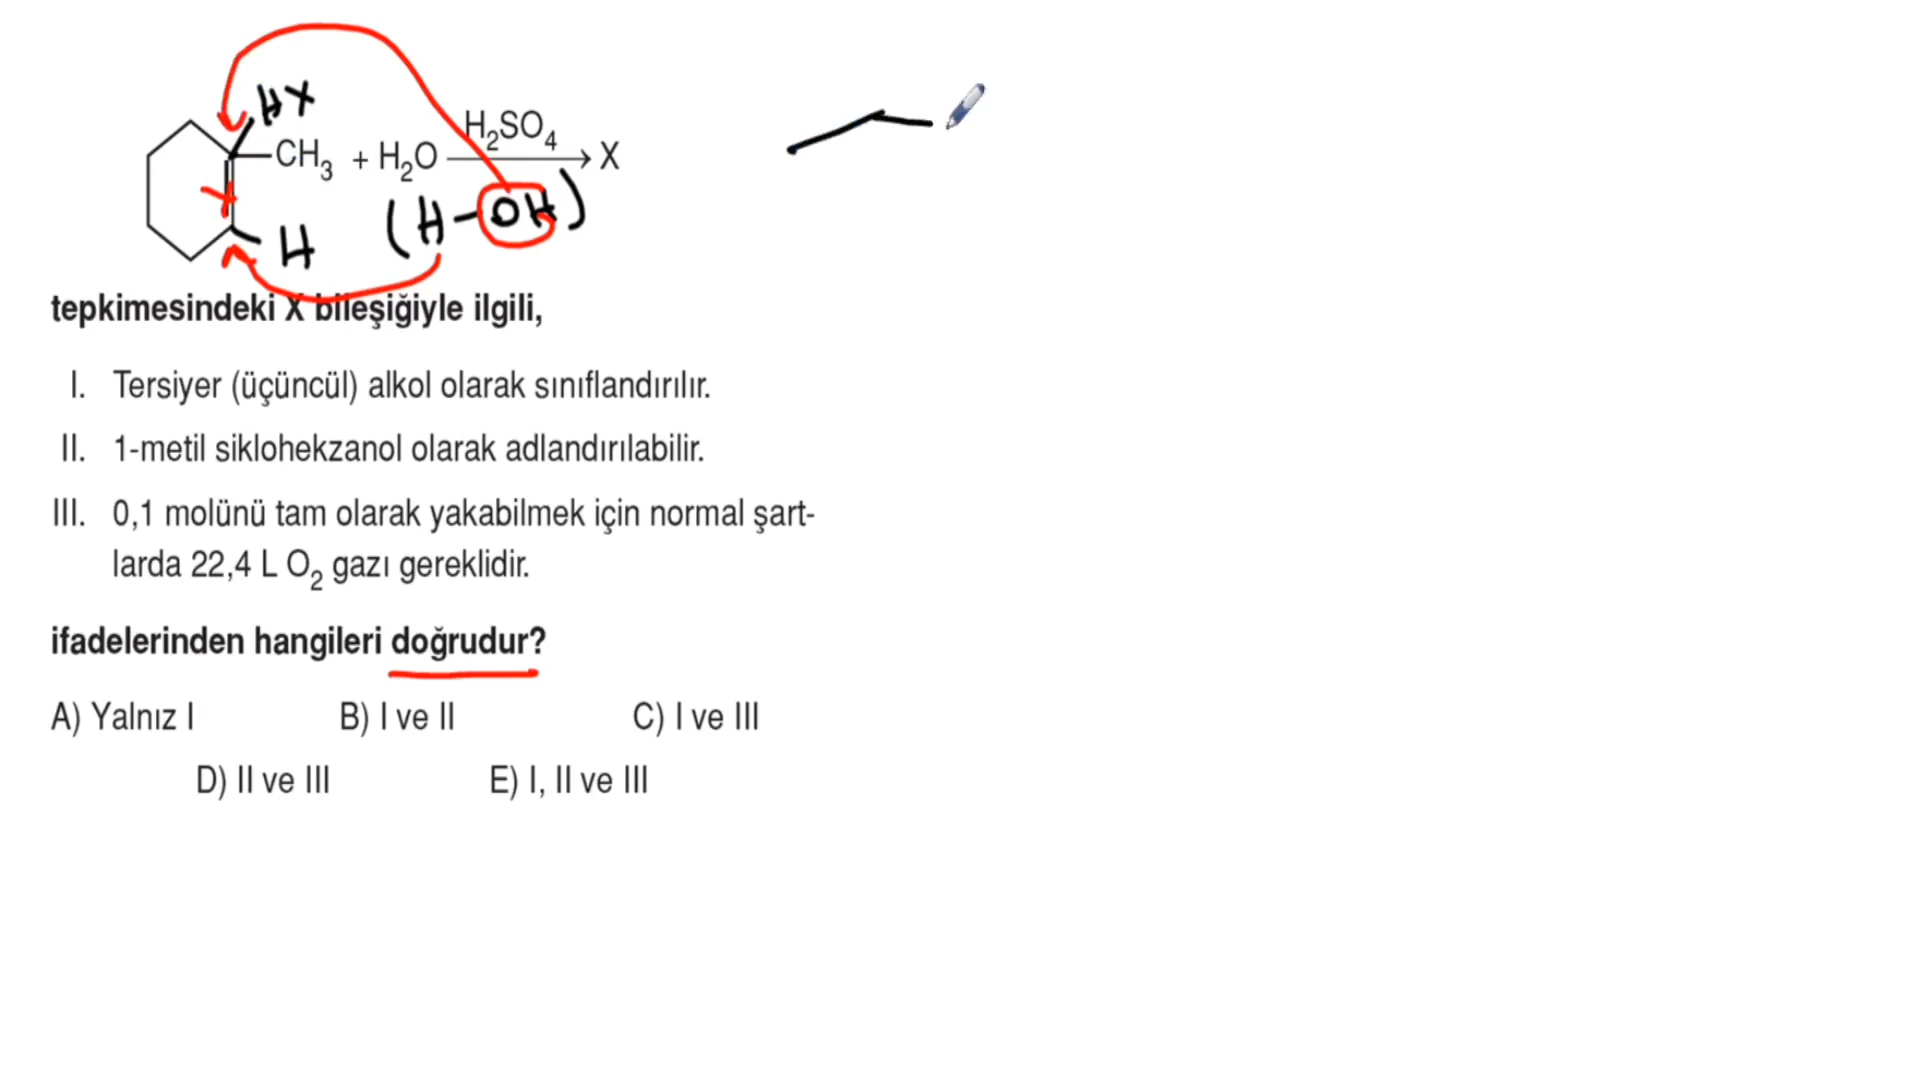 HX
CH₃ + H₂O H₂SO₄ → X
H (H-OH)
tepkimesindeki X bileşiğiyle ilgili,
I. Tersiyer (üçüncül) alkol olarak sınıflandırılır.
II. 1-metil siklohekzanol olarak adlandırılabilir.
III. 0,1 molünü tam olarak yakabilmek için normal şart-
larda 22,4 L O₂ gazı gereklidir.
ifadelerinden hangileri doğrudur?
A) Yalnız I B) I ve II C) I ve III
D) II ve III E) I, II ve III